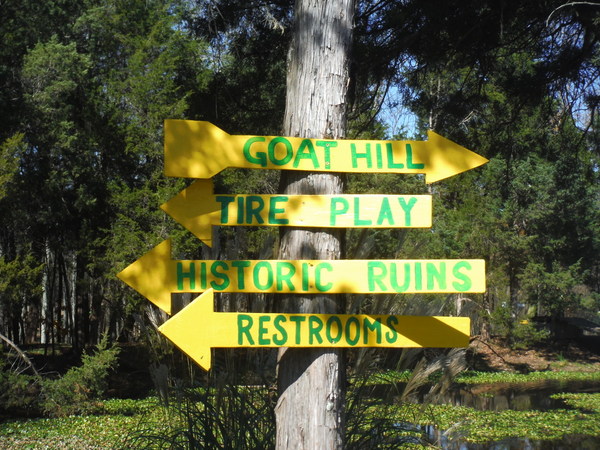 GOAT HILL
TIRE PLAY
HISTORIC RUINS
RESTROOMS